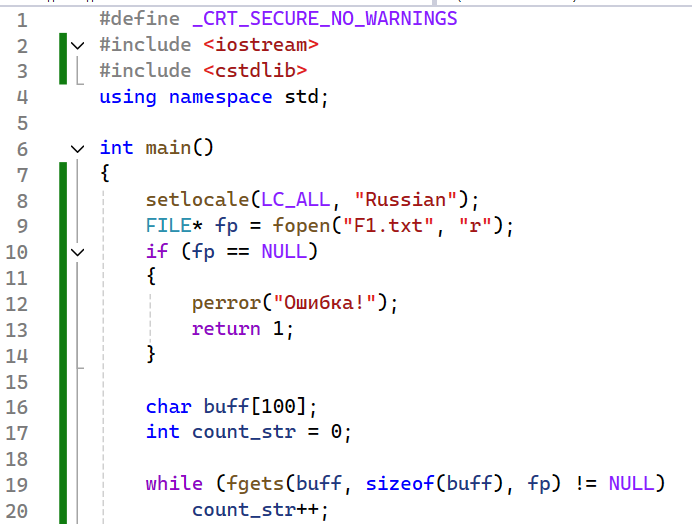 1 #define _CRT_SECURE_NO_WARNINGS
2 #include <iostream>
3 #include <cstdlib>
4 using namespace std;
5
6 int main()
7 {
8 setlocale(LC_ALL, "Russian");
9 FILE* fp = fopen("F1.txt", "r");
10 if (fp == NULL)
11 {
12 perror("Ошибка!");
13 return 1;
14 }
15
16 char buff[100];
17 int count_str = 0;
18
19 while (fgets(buff, sizeof(buff), fp) != NULL)
20 count_str++;